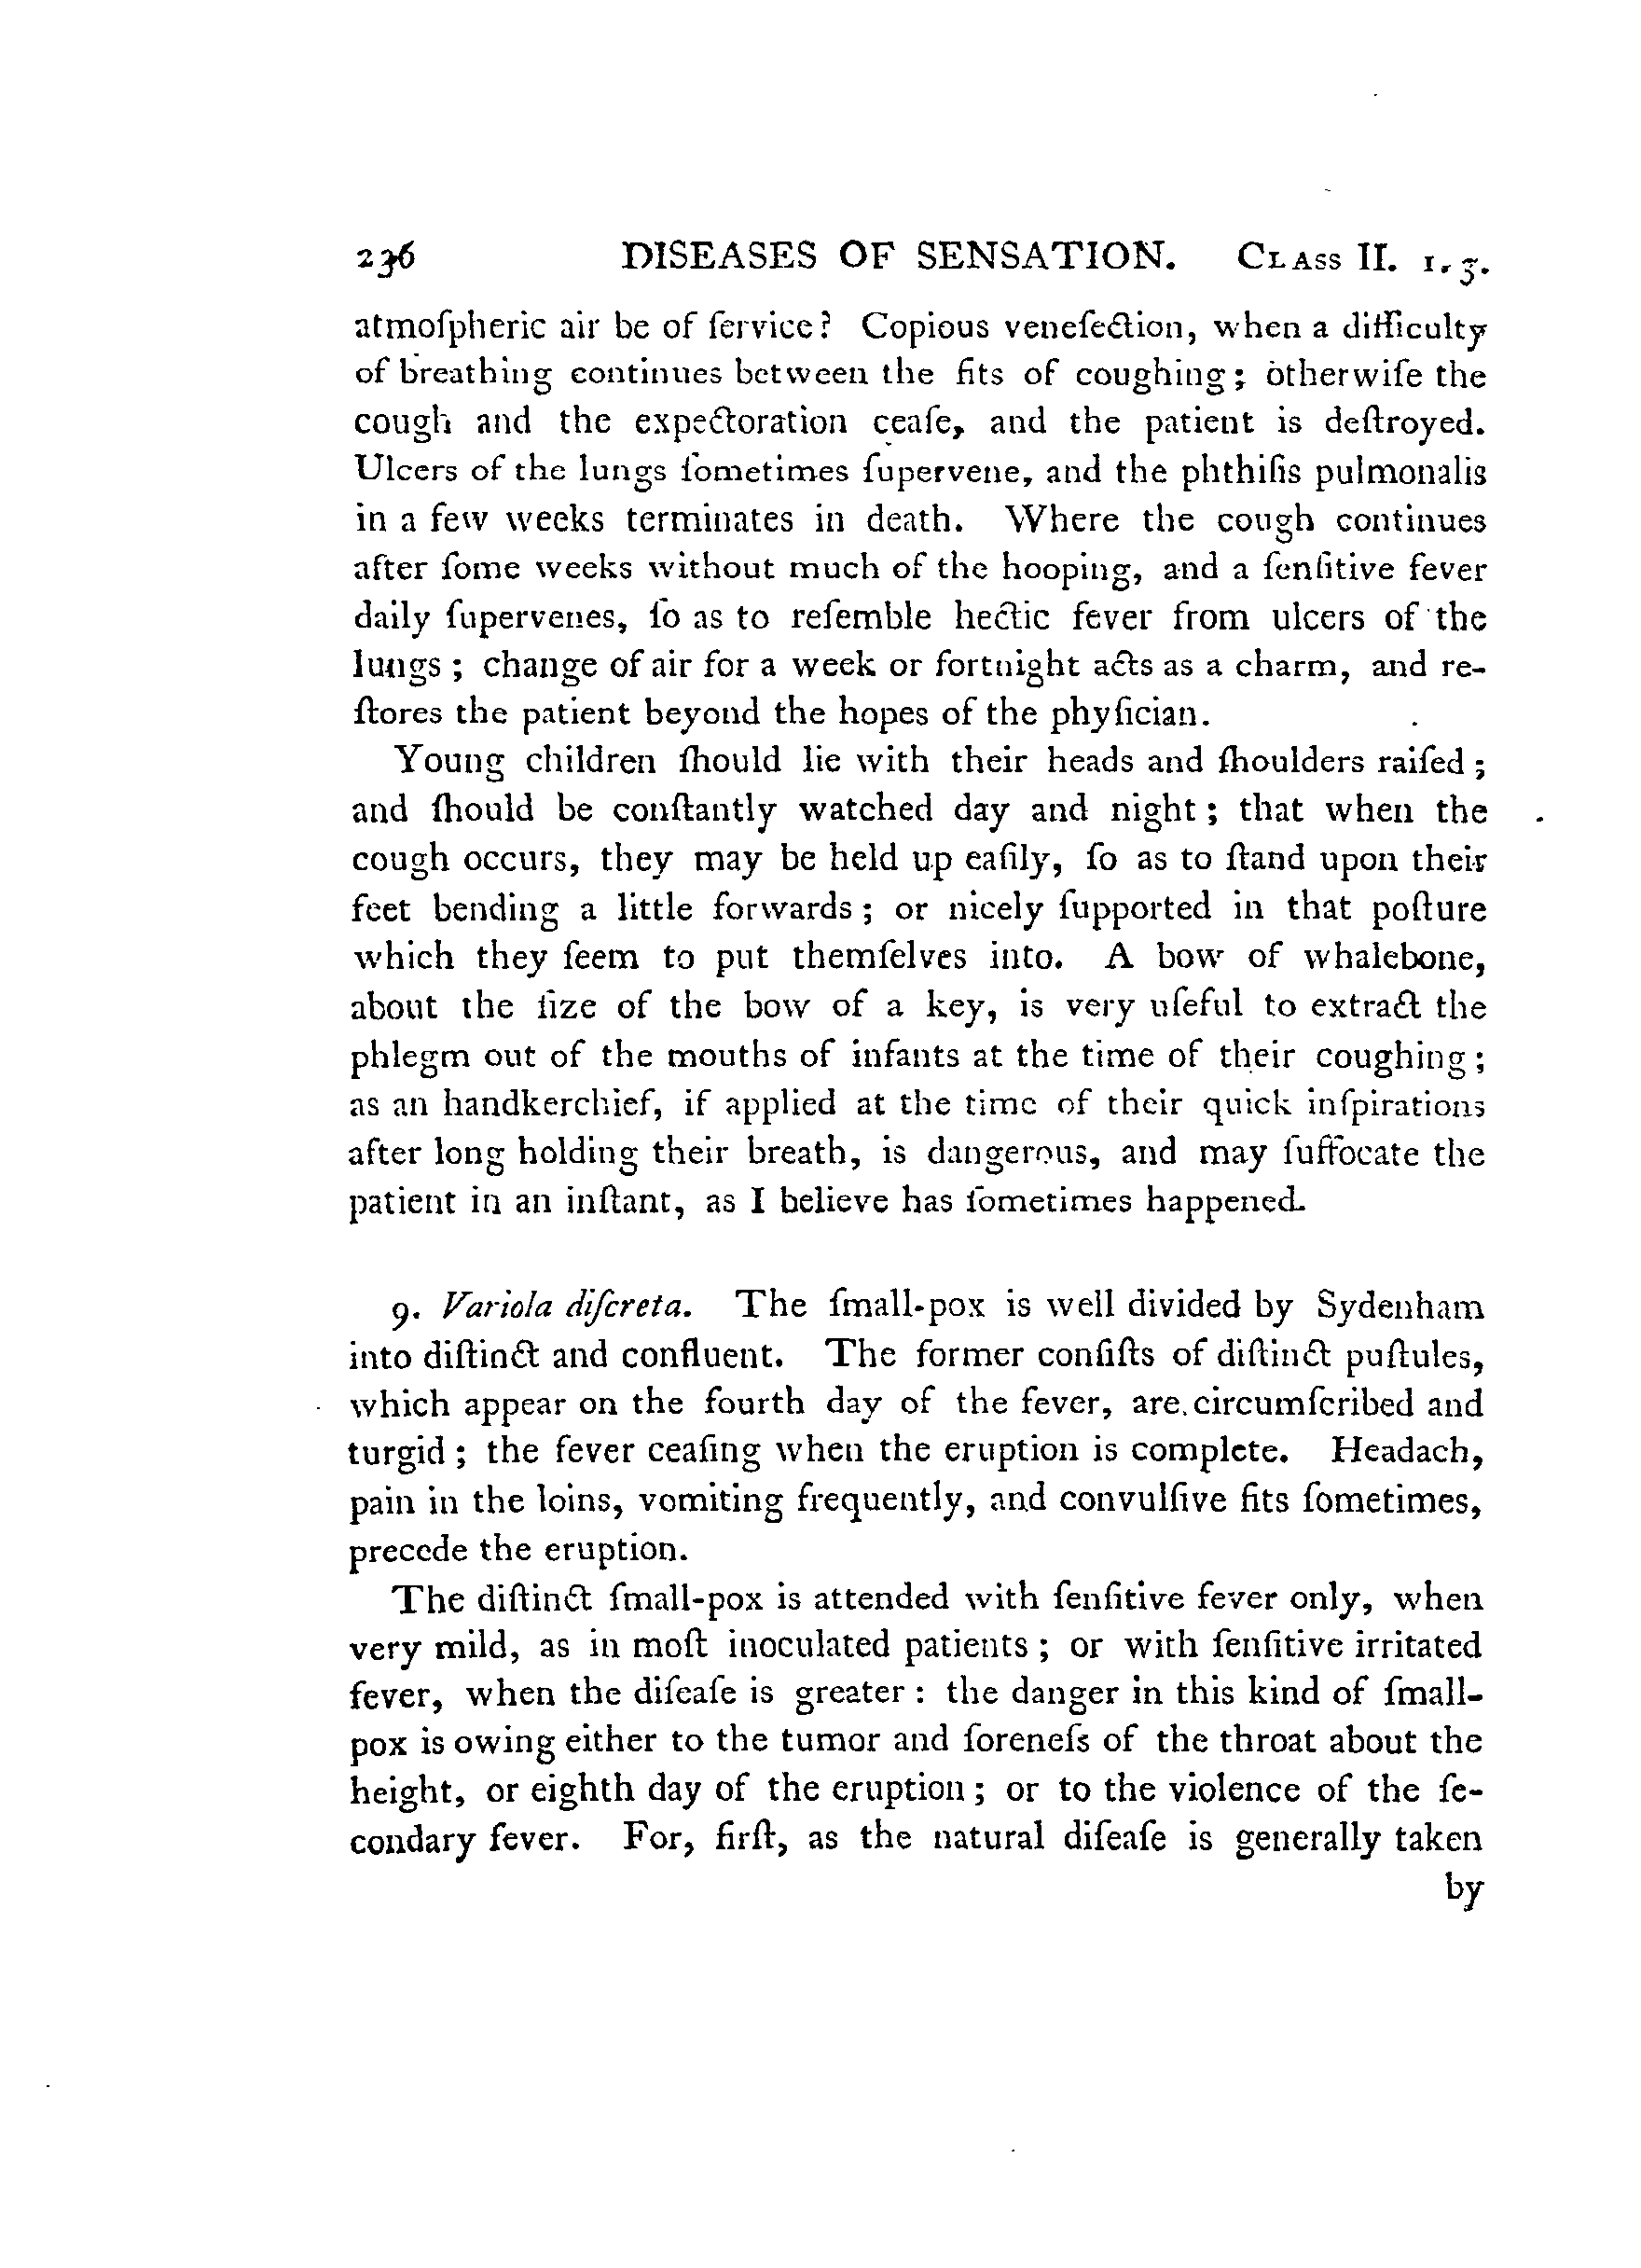 236 DISEASES OF SENSATION. CLASS II. 1. 3.
atmoſpheric air be of ſervice? Copious veneſection, when a difficulty
of breathing continues between the fits of coughing; otherwiſe the
cough and the expectoration ceaſe, and the patient is deſtroyed.
Ulcers of the lungs ſometimes ſupervene, and the phthiſis pulmonalis
in a few weeks terminates in death. Where the cough continues
after ſome weeks without much of the hooping, and a ſenſitive fever
daily ſupervenes, ſo as to reſemble hectic fever from ulcers of the
lungs; change of air for a week or fortnight acts as a charm, and re-
ſtores the patient beyond the hopes of the phyſician.
Young children ſhould lie with their heads and ſhoulders raiſed;
and ſhould be conſtantly watched day and night; that when the
cough occurs, they may be held up eaſily, ſo as to ſtand upon their
feet bending a little forwards; or nicely ſupported in that poſture
which they ſeem to put themſelves into. A bow of whalebone,
about the ſize of the bow of a key, is very uſeful to extract the
phlegm out of the mouths of infants at the time of their coughing;
as an handkerchief, if applied at the time of their quick inſpirations
after long holding their breath, is dangerous, and may ſuffocate the
patient in an inſtant, as I believe has ſometimes happened.
9. Variola diſcreta. The ſmall-pox is well divided by Sydenham
into diſtinct and confluent. The former conſiſts of diſtinct puſtules,
which appear on the fourth day of the fever, are circumſcribed and
turgid; the fever ceaſing when the eruption is complete. Headach,
pain in the loins, vomiting frequently, and convulſive fits ſometimes,
precede the eruption.
The diſtinct ſmall-pox is attended with ſenſitive fever only, when
very mild, as in moſt inoculated patients; or with ſenſitive irritated
fever, when the diſeaſe is greater: the danger in this kind of ſmall-
pox is owing either to the tumor and ſoreneſs of the throat about the
height, or eighth day of the eruption; or to the violence of the ſe-
condary fever. For, firſt, as the natural diſeaſe is generally taken
by